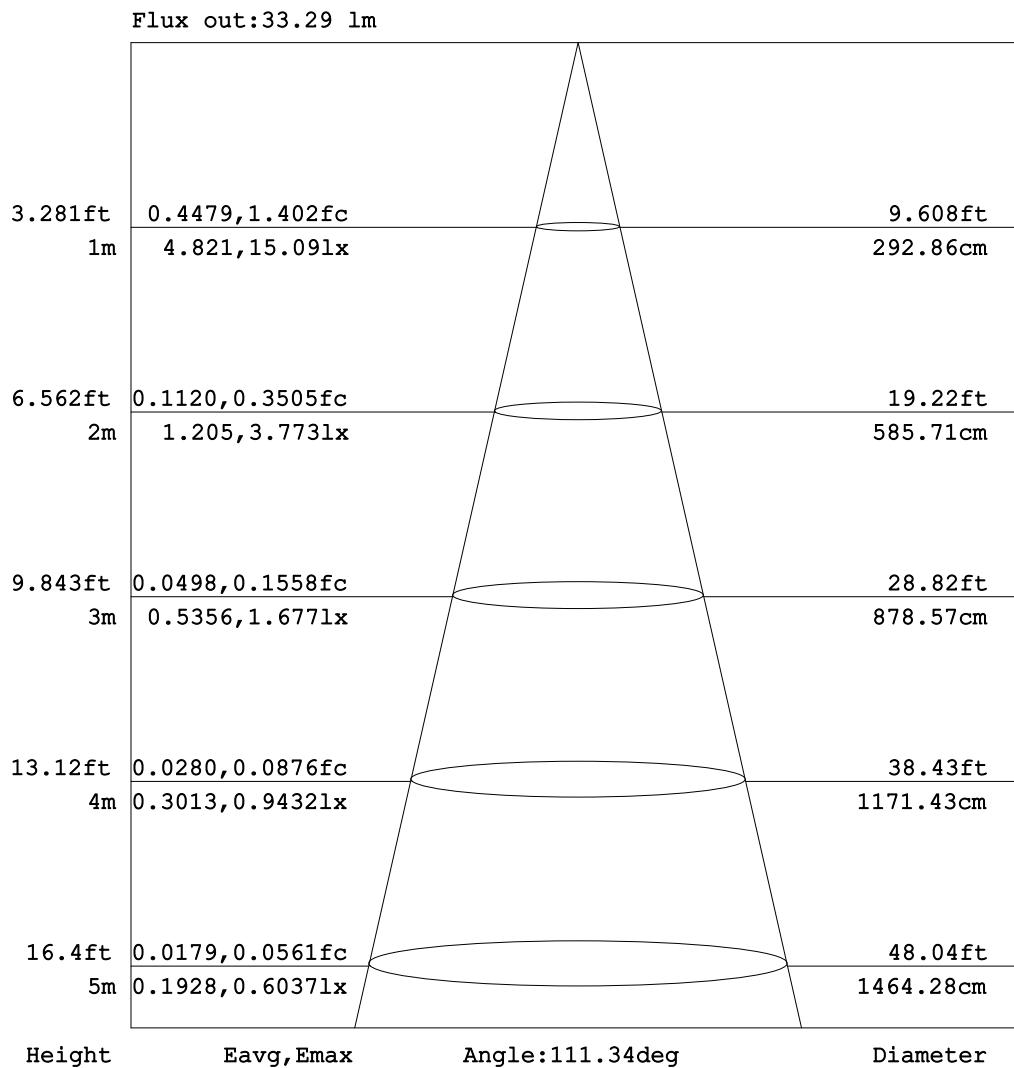 Flux out:33.29 lm
3.281ft 0.4479,1.402fc 9.608ft
1m 4.821,15.09lx 292.86cm
6.562ft 0.1120,0.3505fc 19.22ft
2m 1.205,3.773lx 585.71cm
9.843ft 0.0498,0.1558fc 28.82ft
3m 0.5356,1.677lx 878.57cm
13.12ft 0.0280,0.0876fc 38.43ft
4m 0.3013,0.9432lx 1171.43cm
16.4ft 0.0179,0.0561fc 48.04ft
5m 0.1928,0.6037lx 1464.28cm
Height Eavg,Emax Angle:111.34deg Diameter